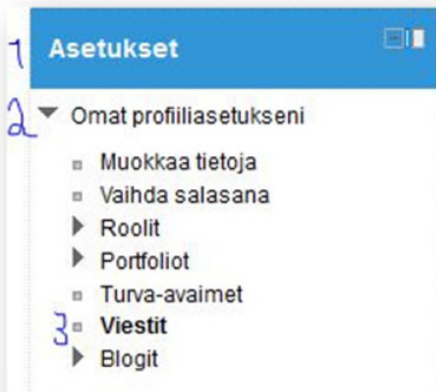 1 Asetukset
2 Omat profiiliasetukseni
Muokkaa tietoja
Vaihda salasana
Roolit
Portfoliot
Turva-avaimet
3 Viestit
Blogit